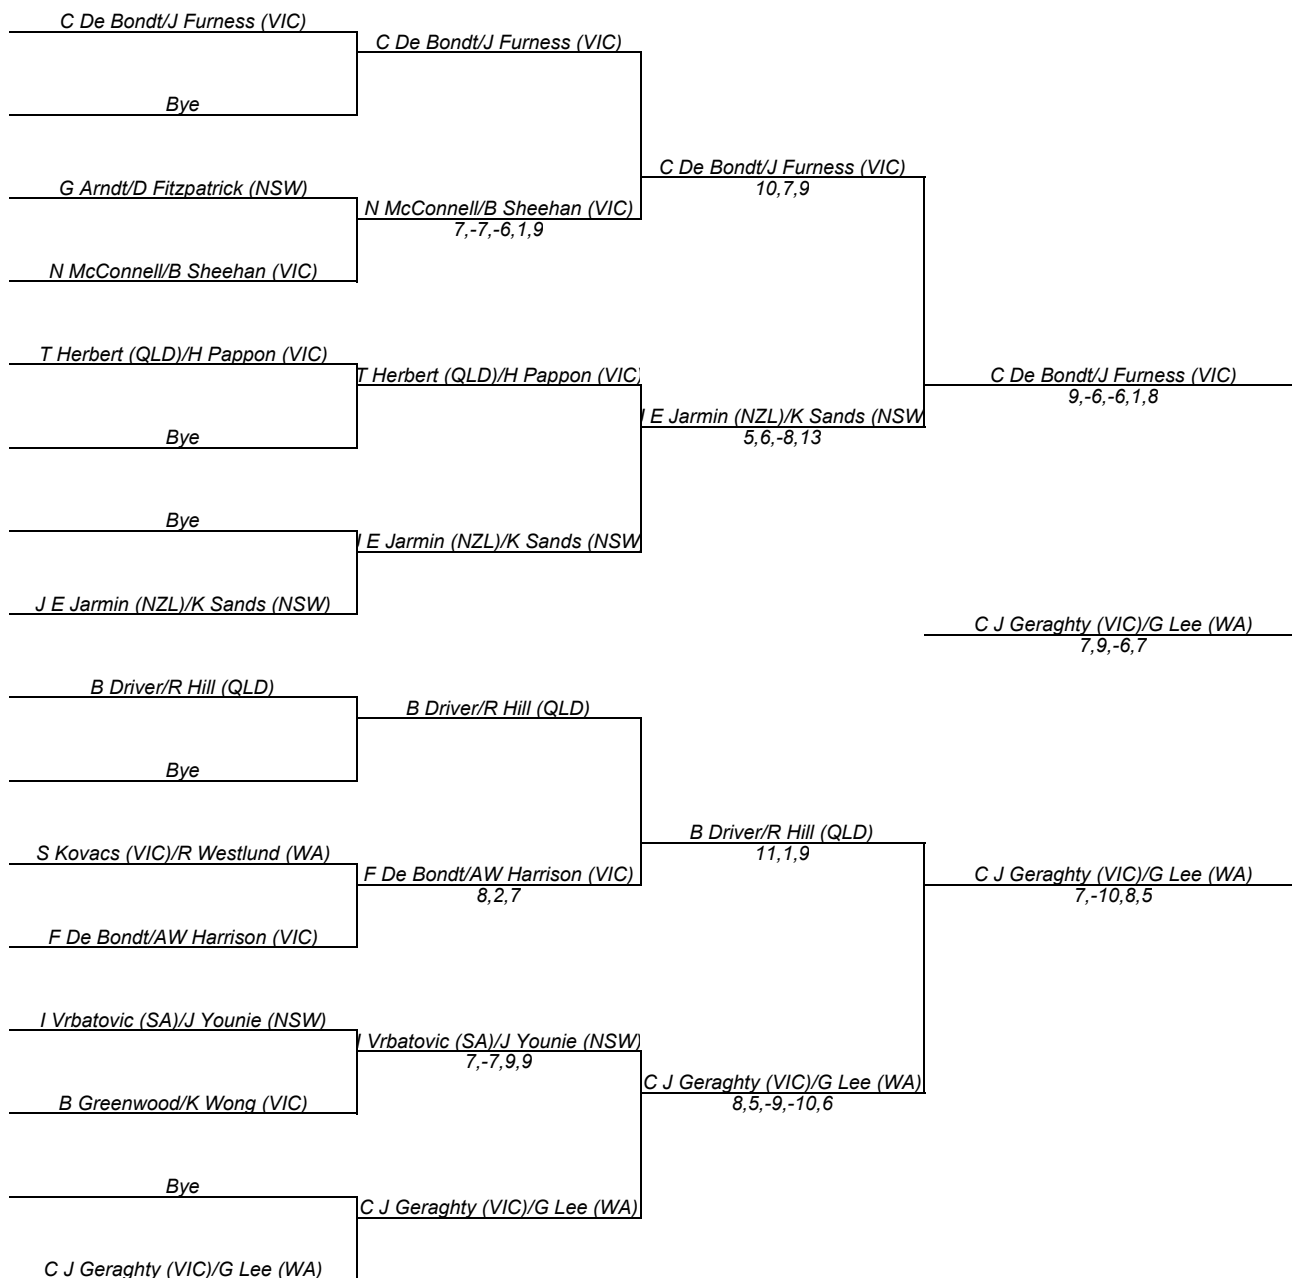 C De Bondt/J Furness (VIC)
C De Bondt/J Furness (VIC)
Bye
C De Bondt/J Furness (VIC)
10,7,9
G Arndt/D Fitzpatrick (NSW)
N McConnell/B Sheehan (VIC)
7,-7,-6,1,9
N McConnell/B Sheehan (VIC)
T Herbert (QLD)/H Pappon (VIC)
T Herbert (QLD)/H Pappon (VIC)
C De Bondt/J Furness (VIC)
9,-6,-6,1,8
E Jarmin (NZL)/K Sands (NSW
5,6,-8,13
Bye
Bye
E Jarmin (NZL)/K Sands (NSW
J E Jarmin (NZL)/K Sands (NSW)
C J Geraghty (VIC)/G Lee (WA)
7,9,-6,7
B Driver/R Hill (QLD)
B Driver/R Hill (QLD)
Bye
B Driver/R Hill (QLD)
11,1,9
S Kovacs (VIC)/R Westlund (WA)
F De Bondt/AW Harrison (VIC)
8,2,7
C J Geraghty (VIC)/G Lee (WA)
7,-10,8,5
F De Bondt/AW Harrison (VIC)
I Vrbatovic (SA)/J Younie (NSW)
I Vrbatovic (SA)/J Younie (NSW)
7,-7,9,9
C J Geraghty (VIC)/G Lee (WA)
8,5,-9,-10,6
B Greenwood/K Wong (VIC)
Bye
C J Geraghty (VIC)/G Lee (WA)
C J Geraghty (VIC)/G Lee (WA)